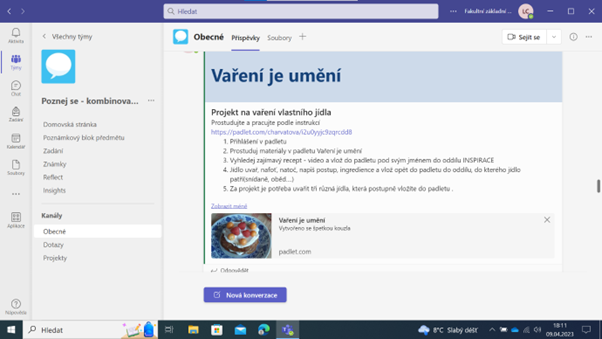 Hledat
Fakultní základní ...
LC
Aktivity
Týmy
Chat
Zadání
Kalendář
Soubory
Aplikace
Nápověda
Všechny týmy
Poznej se - kombinova...
Domovská stránka
Poznámkový blok předmětu
Zadání
Známky
Reflect
Insights
Kanály
Obecné
Dotazy
Projekty
Obecné Příspěvky Soubory
Sejít se
Vaření je umění
Projekt na vaření vlastního jídla
Prostudujte a pracujte podle instrukcí
https://padlet.com/charvatova/i2u0yyjc9zqrcdd8
1. Přihlášení v padletu
2. Prostuduj materiály v padletu Vaření je umění
3. Vyhledej zajímavý recept - video a vlož do padletu pod svým jménem do oddílu INSPIRACE
4. Jídlo uvař, nafoť, natoč, napiš postup, ingredience a vlož opět do padletu do oddílu, do kterého jídlo
patří(snídaně, oběd....)
5. Za projekt je potřeba uvařit tři různá jídla, která postupně vložíte do padletu .
Zobrazit méně
Vaření je umění
Vytvořeno se špetkou kouzla
padlet.com
Odpovědět
Nová konverzace
Hledat
8°C Slabý déšť
18:11
09.04.2023